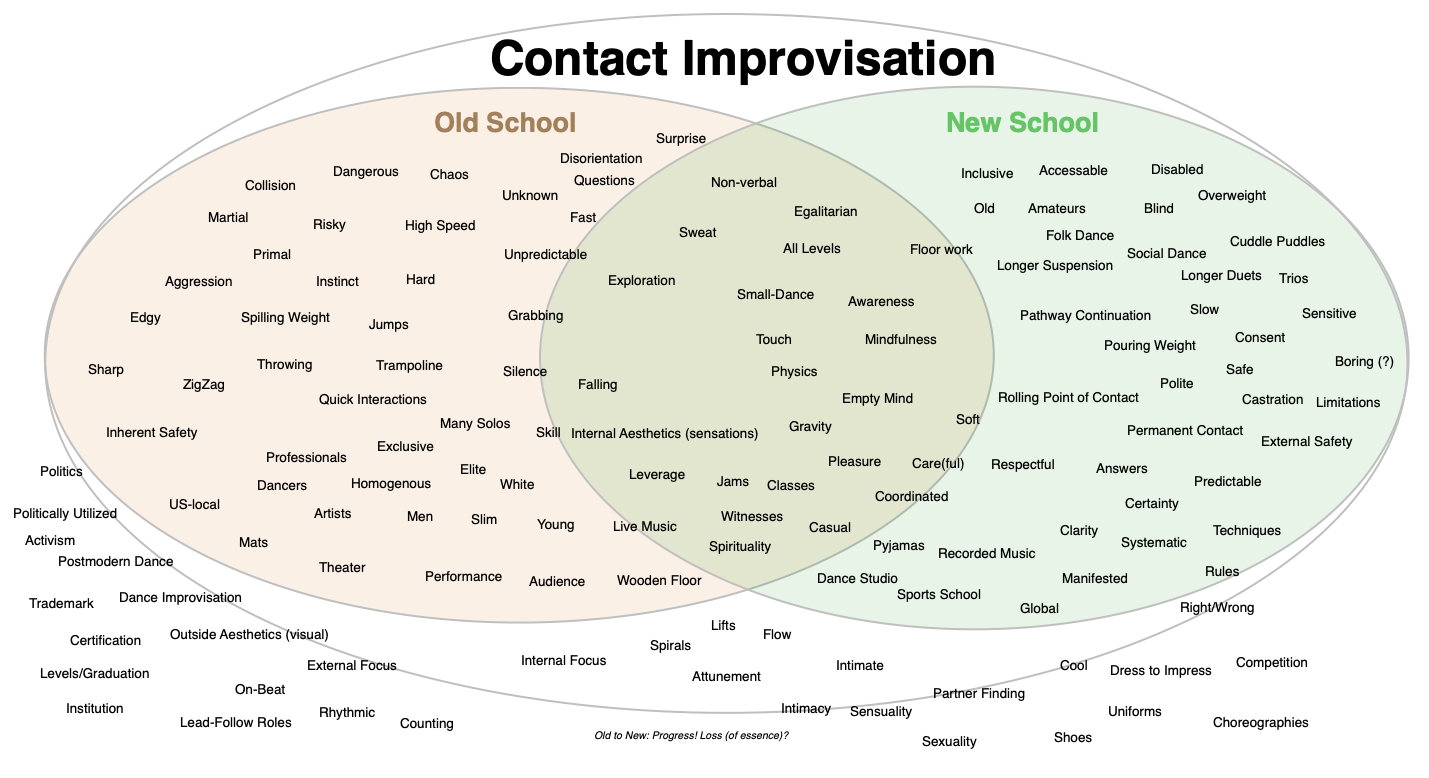 Contact Improvisation
Old School
New School
Surprise
Disorientation
Dangerous
Chaos
Questions
Collision
Unknown
Martial
Risky
High Speed
Fast
Primal
Unpredictable
Aggression
Instinct
Hard
Edgy
Spilling Weight
Jumps
Grabbing
Sharp
Throwing
Trampoline
Silence
ZigZag
Quick Interactions
Many Solos
Skill
Inherent Safety
Exclusive
Professionals
Elite
Dancers
Homogenous
White
US-local
Artists
Men
Slim
Young
Mats
Theater
Performance
Audience
Wooden Floor
Live Music
Non-verbal
Egalitarian
Sweat
All Levels
Floor work
Exploration
Small-Dance
Awareness
Touch
Mindfulness
Physics
Falling
Empty Mind
Soft
Gravity
Internal Aesthetics (sensations)
Pleasure
Care(ful)
Leverage
Jams
Classes
Coordinated
Witnesses
Casual
Spirituality
Inclusive
Accessable
Disabled
Overweight
Old
Amateurs
Blind
Folk Dance
Cuddle Puddles
Social Dance
Longer Suspension
Longer Duets
Trios
Pathway Continuation
Slow
Sensitive
Consent
Pouring Weight
Boring (?)
Safe
Polite
Rolling Point of Contact
Castration
Limitations
Permanent Contact
External Safety
Respectful
Answers
Predictable
Certainty
Clarity
Techniques
Systematic
Pyjamas
Recorded Music
Dance Studio
Manifested
Rules
Sports School
Global
Right/Wrong
Politics
Politically Utilized
Activism
Postmodern Dance
Trademark
Dance Improvisation
Certification
Outside Aesthetics (visual)
Levels/Graduation
External Focus
On-Beat
Institution
Lead-Follow Roles
Rhythmic
Counting
Lifts
Flow
Spirals
Internal Focus
Attunement
Intimate
Cool
Dress to Impress
Competition
Partner Finding
Intimacy
Sensuality
Uniforms
Choreographies
Sexuality
Shoes
Old to New: Progress! Loss (of essence)?